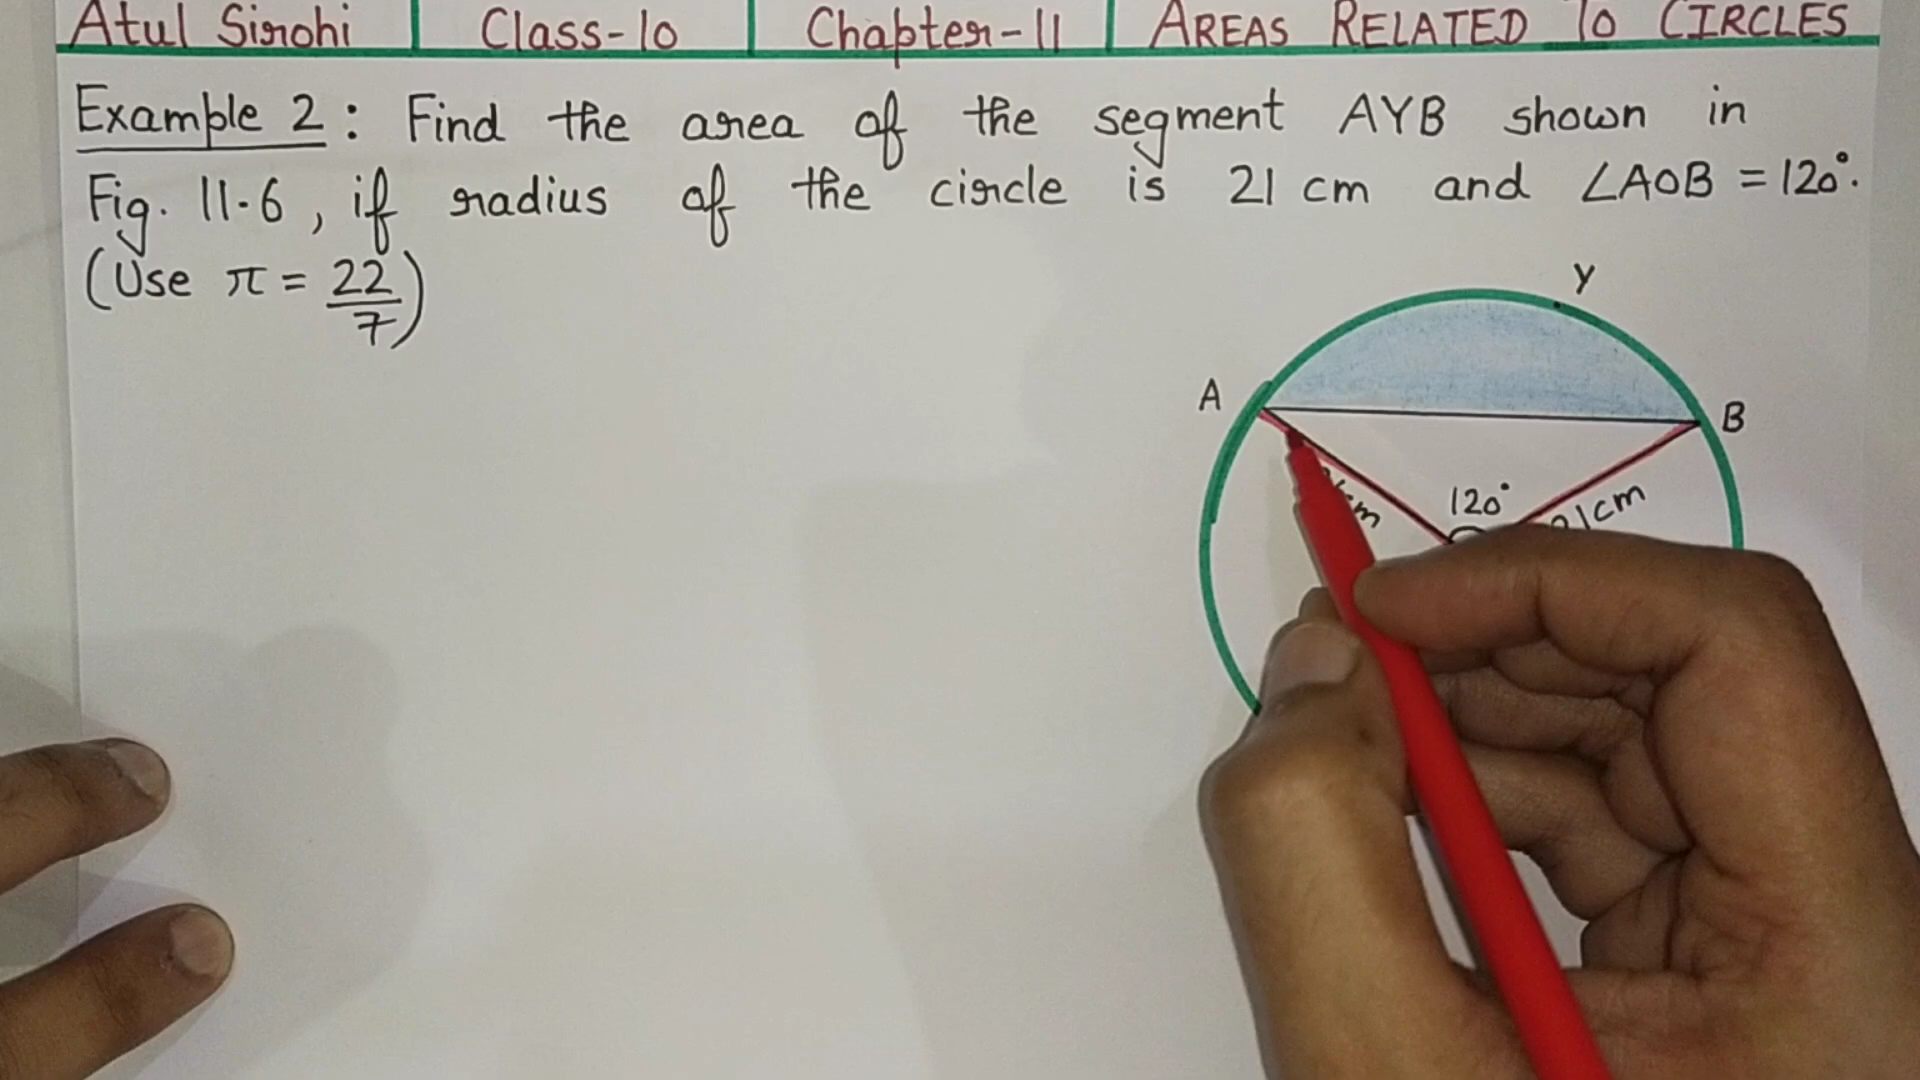 Atul Sirohi Class-10 Chapter-11 AREAS RELATED TO CIRCLES
Example 2 : Find the area of the segment AYB shown in
Fig. 11.6 , if radius of the circle is 21 cm and ∠AOB = 120°.
(Use π = 22/7)
Y
A
B
120°
21cm
cm